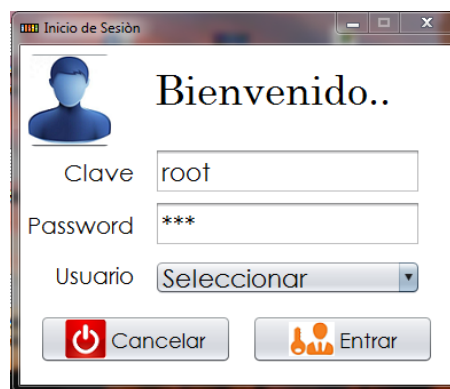 Inicio de Sesiòn
Bienvenido..
Clave root
Password ***
Usuario Seleccionar
Cancelar Entrar